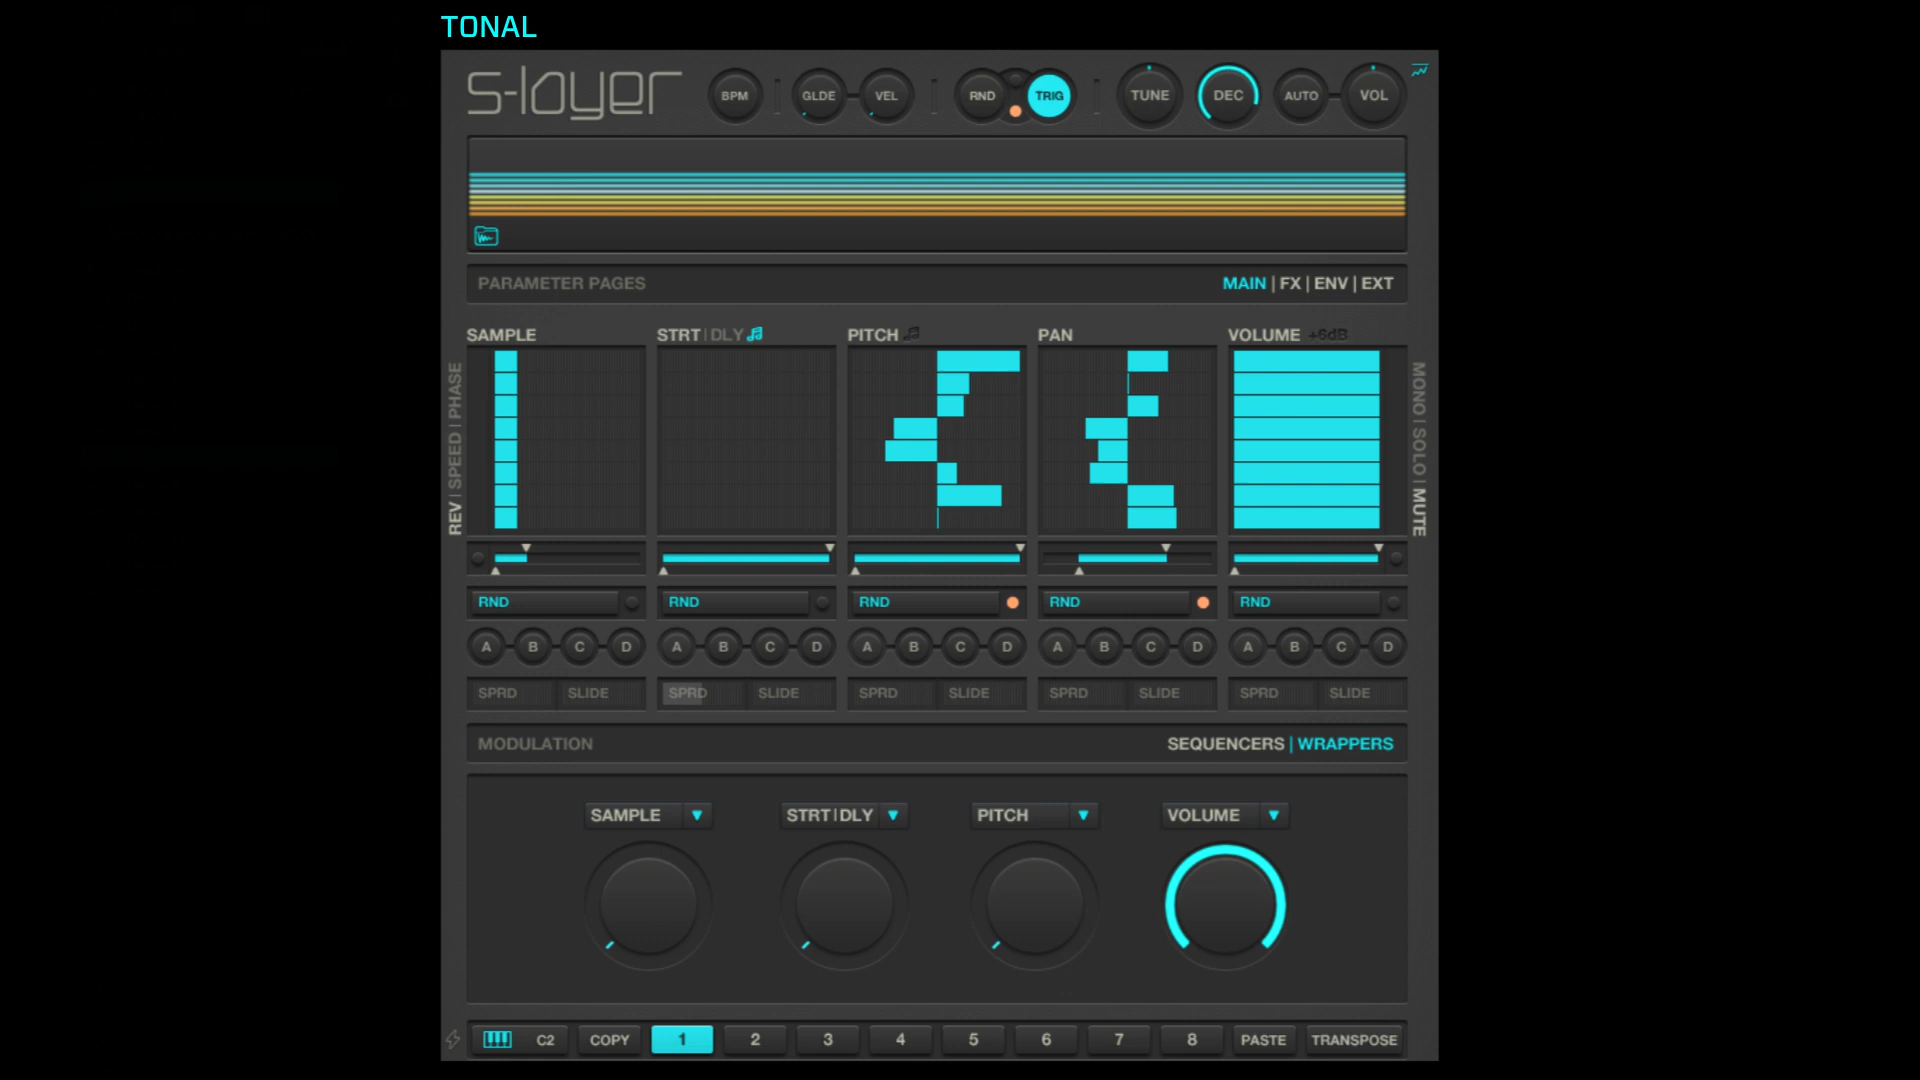 TONAL
s-layer BPM GLDE VEL RND TRIG TUNE DEC AUTO VOL
PARAMETER PAGES MAIN | FX | ENV | EXT
SAMPLE STRT | DLY PITCH PAN VOLUME +6dB
REV | SPEED | PHASE
MONO | SOLO | MUTE
RND RND RND RND RND
A B C D A B C D A B C D A B C D A B C D
SPRD SLIDE SPRD SLIDE SPRD SLIDE SPRD SLIDE SPRD SLIDE
MODULATION SEQUENCERS | WRAPPERS
SAMPLE STRT | DLY PITCH VOLUME
C2 COPY 1 2 3 4 5 6 7 8 PASTE TRANSPOSE